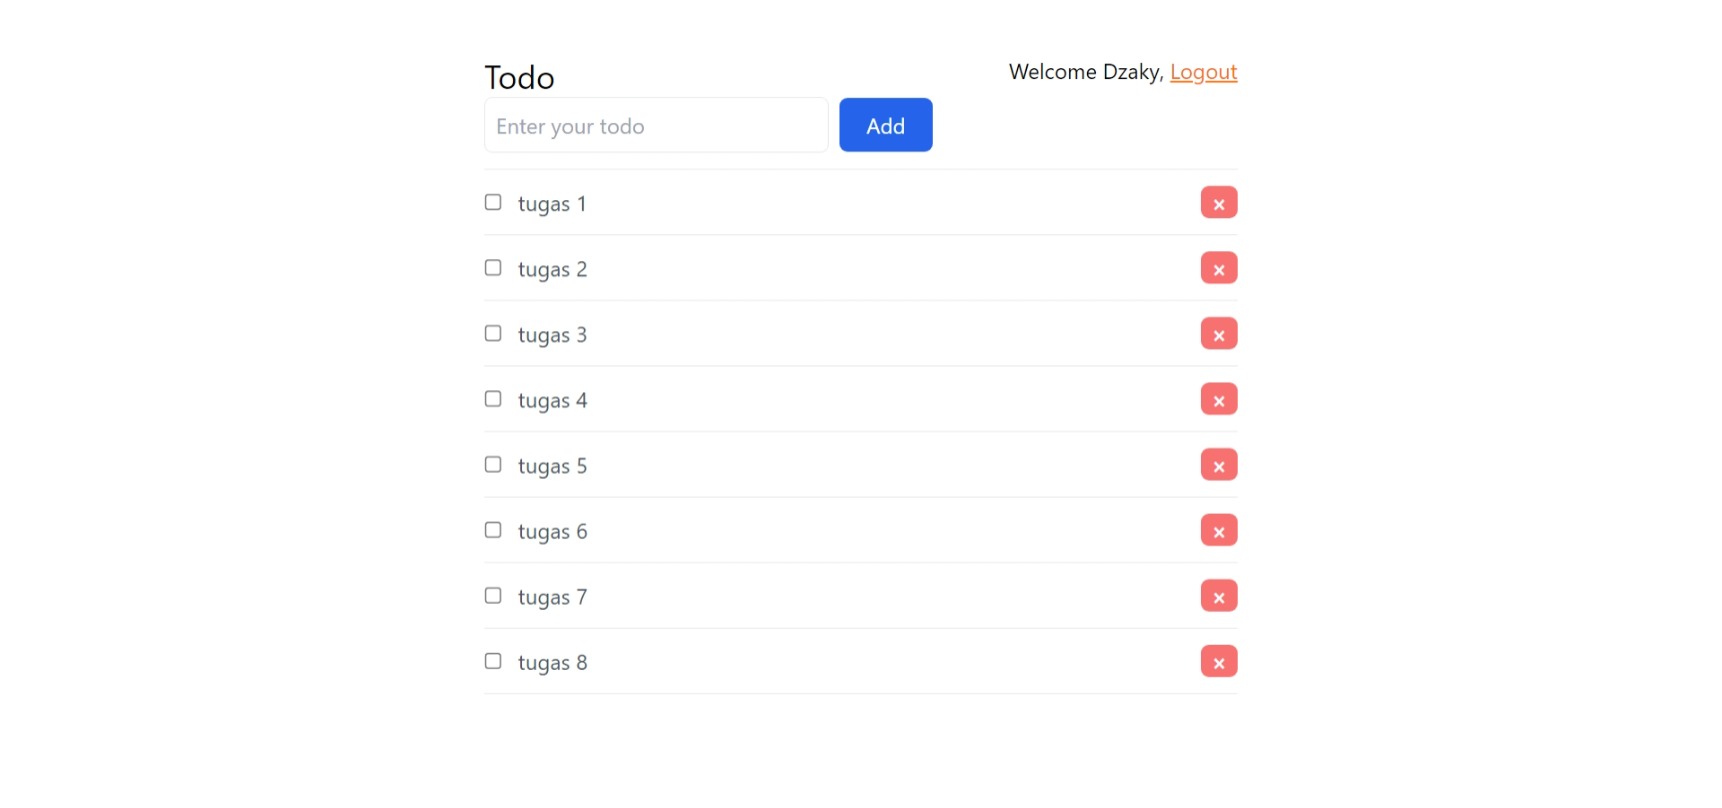 Todo
Welcome Dzaky, Logout
Enter your todo
Add
tugas 1
×
tugas 2
×
tugas 3
×
tugas 4
×
tugas 5
×
tugas 6
×
tugas 7
×
tugas 8
×